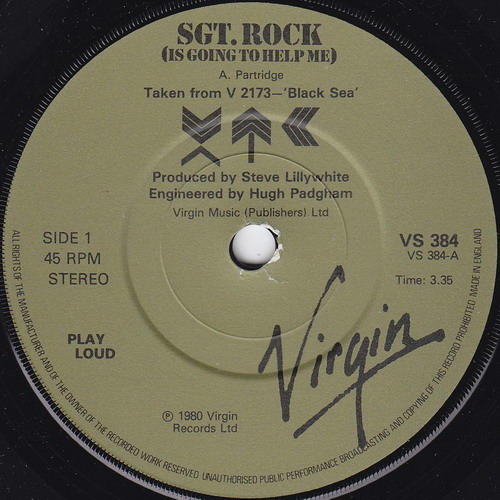 SGT. ROCK
(IS GOING TO HELP ME)
A. Partridge
Taken from V 2173—'Black Sea'
XTC
Produced by Steve Lillywhite
Engineered by Hugh Padgham
Virgin Music (Publishers) Ltd
SIDE 1
45 RPM
STEREO
VS 384
VS 384-A
Time: 3.35
PLAY
LOUD
Virgin
℗ 1980 Virgin
Records Ltd
ALL RIGHTS OF THE MANUFACTURER AND OF THE OWNER OF THE RECORDED WORK RESERVED UNAUTHORISED PUBLIC PERFORMANCE BROADCASTING AND COPYING OF THIS RECORD PROHIBITED MADE IN ENGLAND